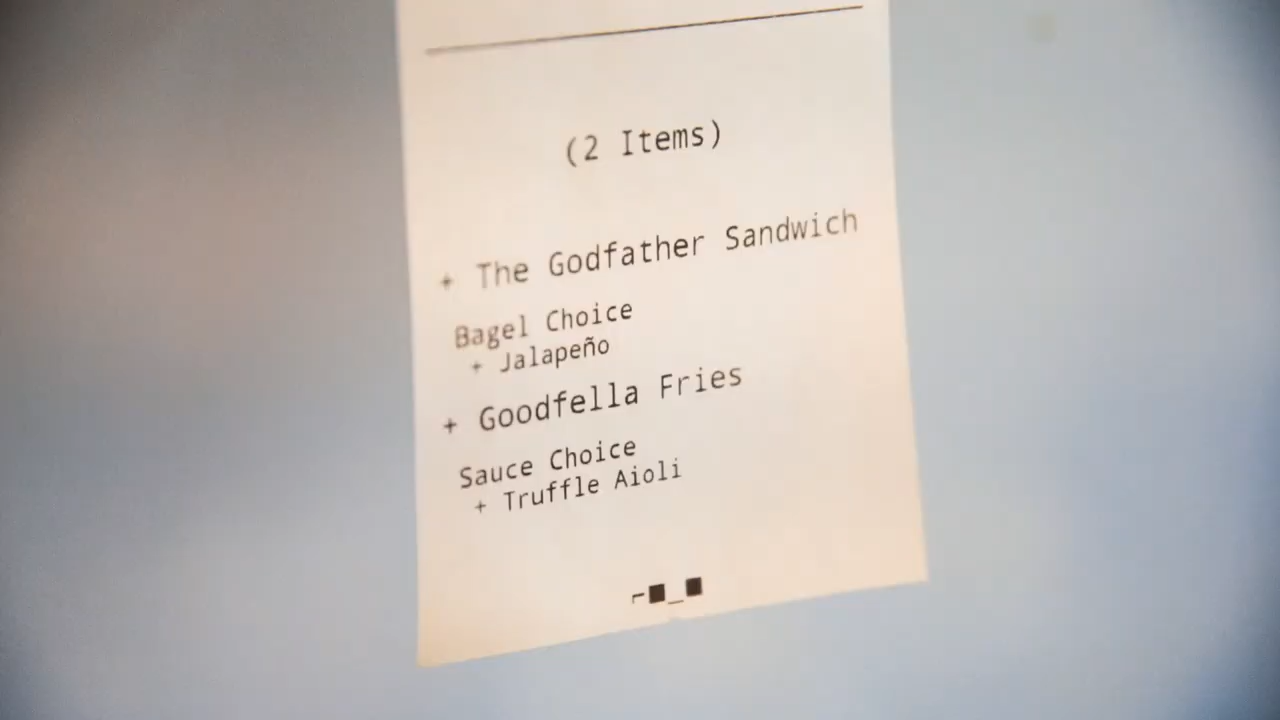 (2 Items)
+ The Godfather Sandwich
Bagel Choice
+ Jalapeño
+ Goodfella Fries
Sauce Choice
+ Truffle Aioli
⌐■_■